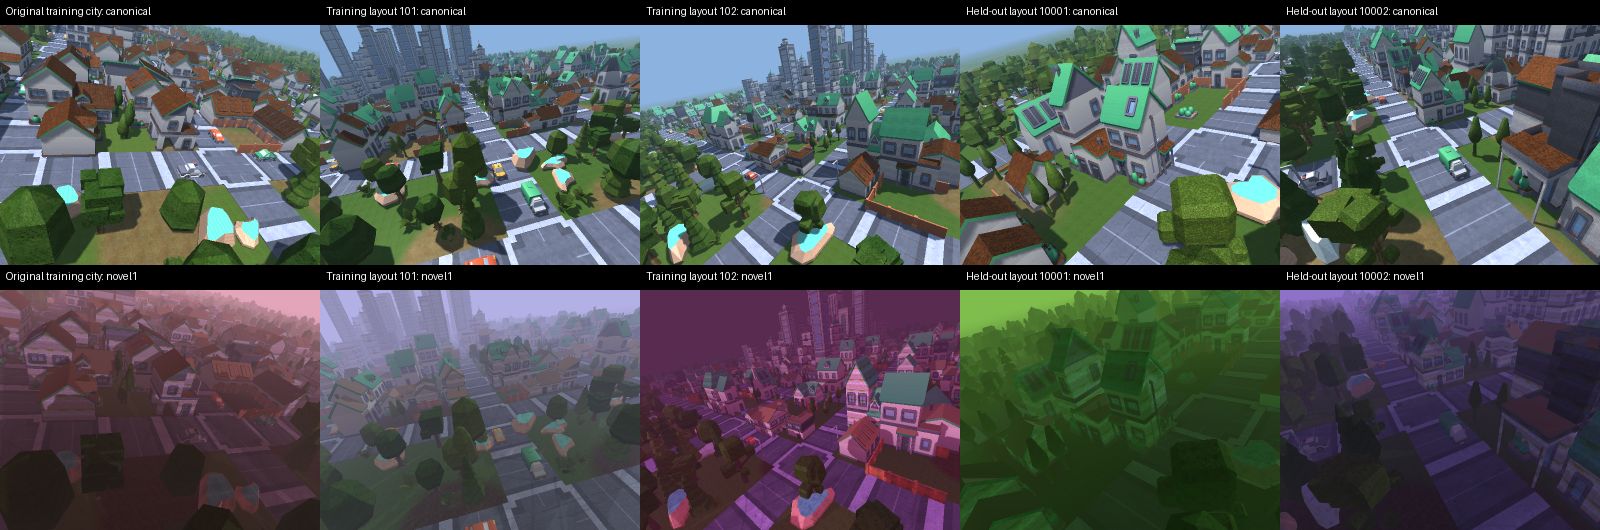 Original training city: canonical
Training layout 101: canonical
Training layout 102: canonical
Held-out layout 10001: canonical
Held-out layout 10002: canonical
Original training city: novel1
Training layout 101: novel1
Training layout 102: novel1
Held-out layout 10001: novel1
Held-out layout 10002: novel1